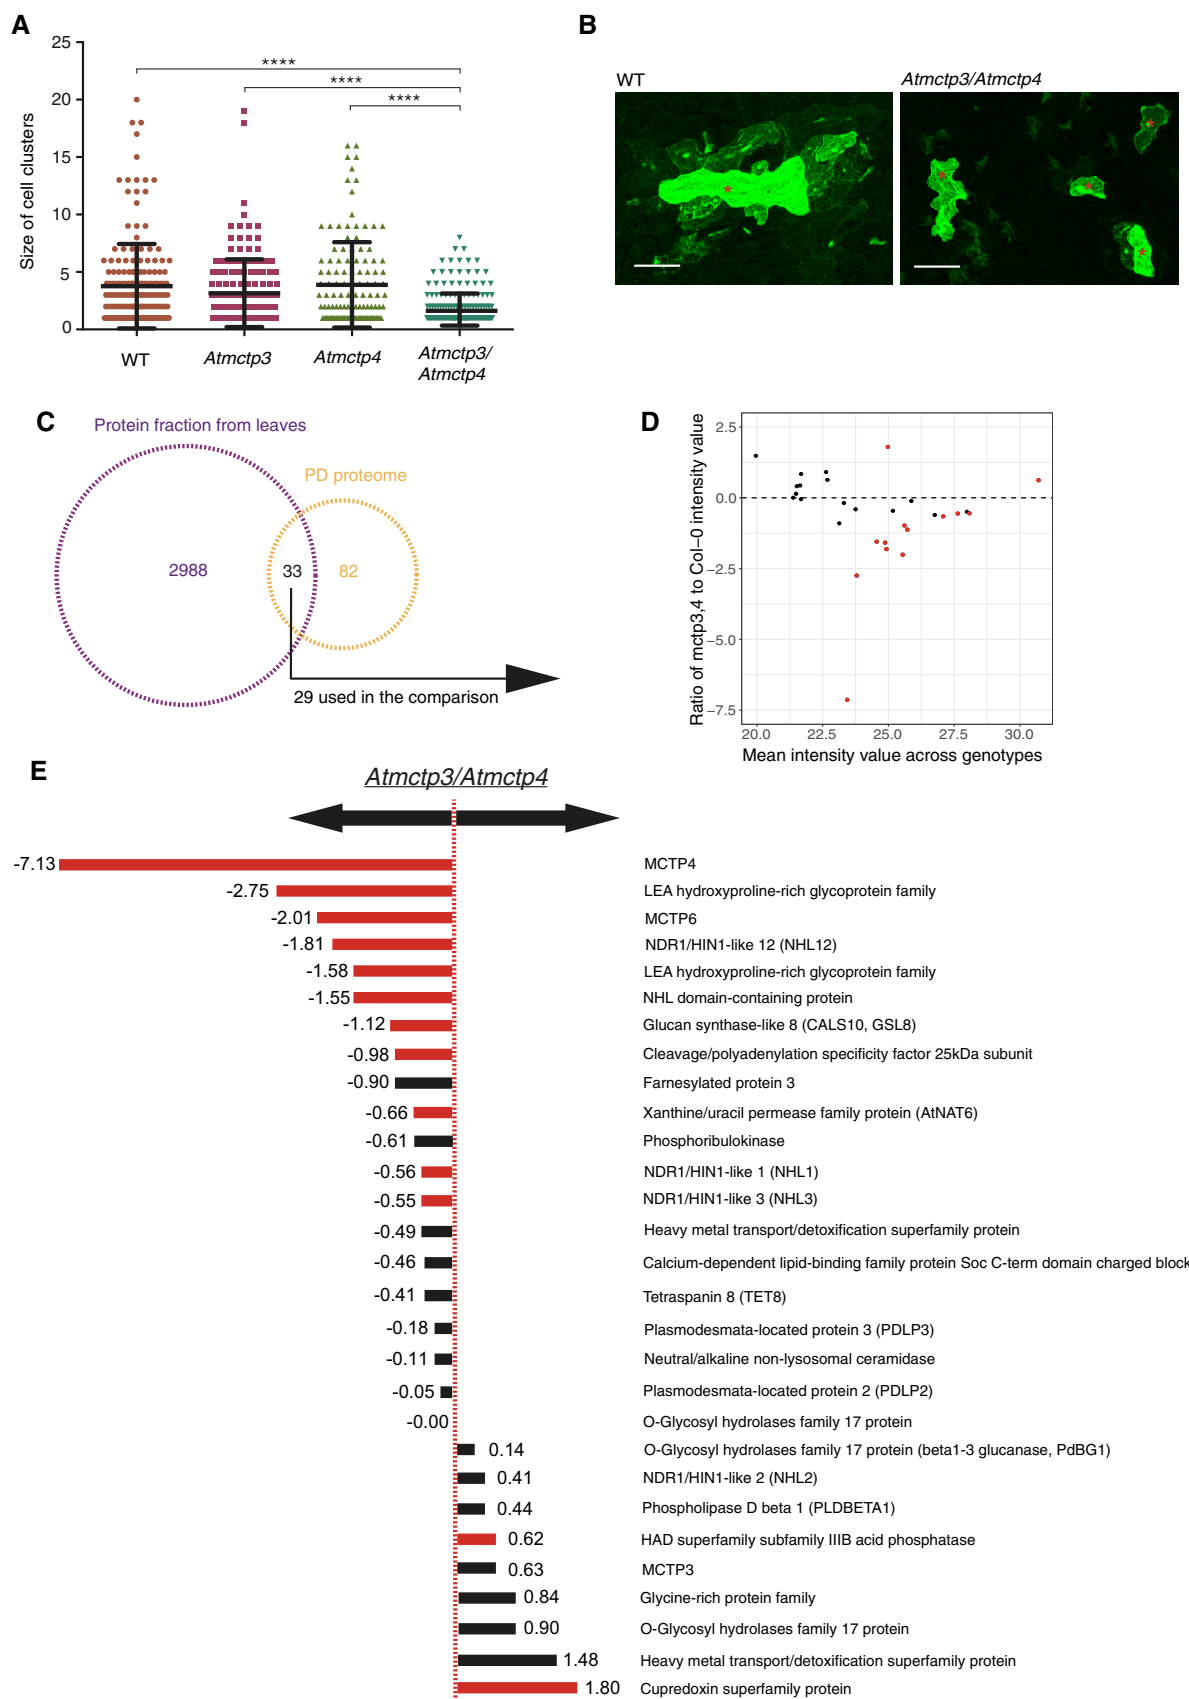 A
25
20
15
10
5
0
Size of cell clusters
****
****
****
WT
Atmctp3
Atmctp4
Atmctp3/
Atmctp4
B
WT
Atmctp3/Atmctp4
C
Protein fraction from leaves
PD proteome
2988
33
82
29 used in the comparison
D
Ratio of mctp3,4 to Col−0 intensity value
2.5
0.0
−2.5
−5.0
−7.5
20.0
22.5
25.0
27.5
30.0
Mean intensity value across genotypes
E
Atmctp3/Atmctp4
-7.13 MCTP4
-2.75 LEA hydroxyproline-rich glycoprotein family
-2.01 MCTP6
-1.81 NDR1/HIN1-like 12 (NHL12)
-1.58 LEA hydroxyproline-rich glycoprotein family
-1.55 NHL domain-containing protein
-1.12 Glucan synthase-like 8 (CALS10, GSL8)
-0.98 Cleavage/polyadenylation specificity factor 25kDa subunit
-0.90 Farnesylated protein 3
-0.66 Xanthine/uracil permease family protein (AtNAT6)
-0.61 Phosphoribulokinase
-0.56 NDR1/HIN1-like 1 (NHL1)
-0.55 NDR1/HIN1-like 3 (NHL3)
-0.49 Heavy metal transport/detoxification superfamily protein
-0.46 Calcium-dependent lipid-binding family protein Soc C-term domain charged block
-0.41 Tetraspanin 8 (TET8)
-0.18 Plasmodesmata-located protein 3 (PDLP3)
-0.11 Neutral/alkaline non-lysosomal ceramidase
-0.05 Plasmodesmata-located protein 2 (PDLP2)
-0.00 O-Glycosyl hydrolases family 17 protein
0.14 O-Glycosyl hydrolases family 17 protein (beta1-3 glucanase, PdBG1)
0.41 NDR1/HIN1-like 2 (NHL2)
0.44 Phospholipase D beta 1 (PLDBETA1)
0.62 HAD superfamily subfamily IIIB acid phosphatase
0.63 MCTP3
0.84 Glycine-rich protein family
0.90 O-Glycosyl hydrolases family 17 protein
1.48 Heavy metal transport/detoxification superfamily protein
1.80 Cupredoxin superfamily protein